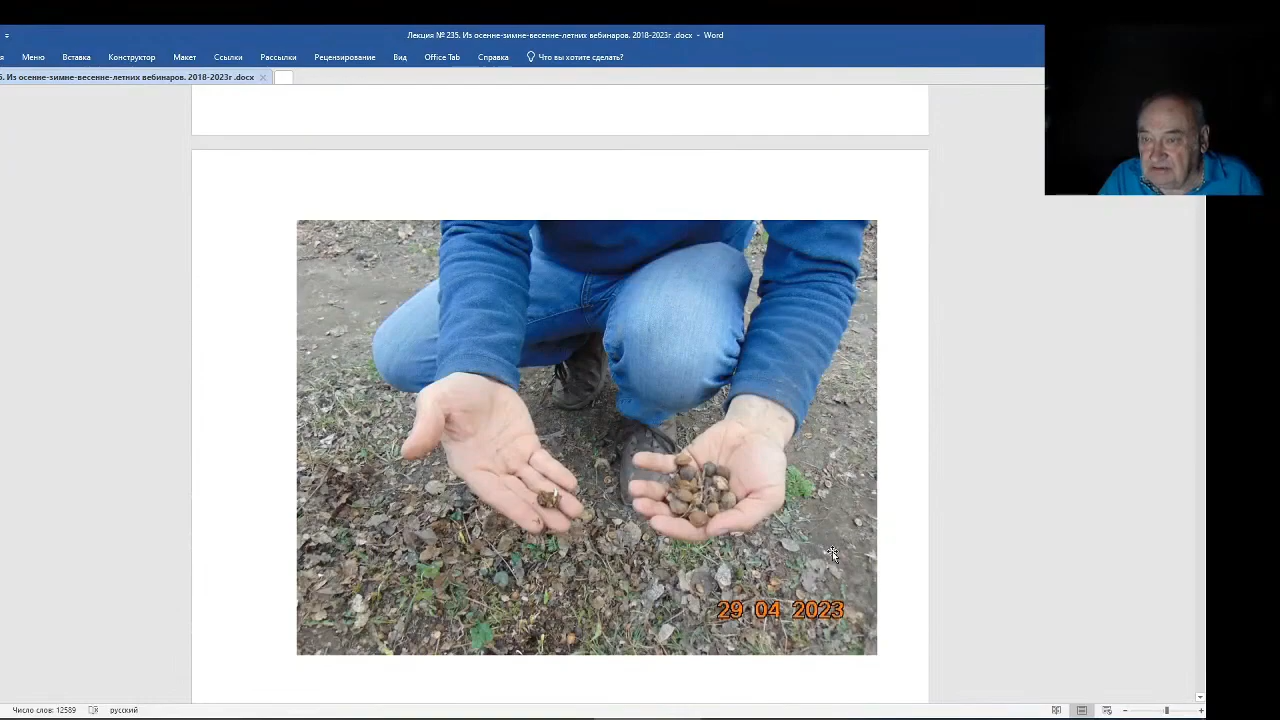 Лекция № 235. Из осенне-зимне-весенне-летних вебинаров. 2018-2023г .docx - Word
Меню Вставка Конструктор Макет Ссылки Рассылки Рецензирование Вид Office Tab Справка Что вы хотите сделать?
5. Из осенне-зимне-весенне-летних вебинаров. 2018-2023г .docx
29 04 2023
Число слов: 12589 русский